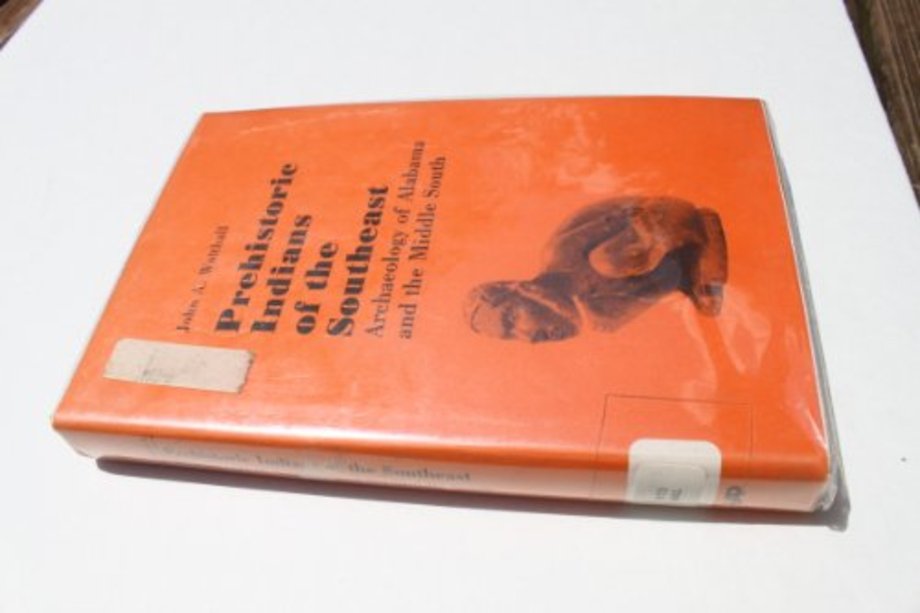 John A. Walthall
Prehistoric
Indians
of the
Southeast
Archaeology of Alabama
and the Middle South
Prehistoric Indians of the Southeast